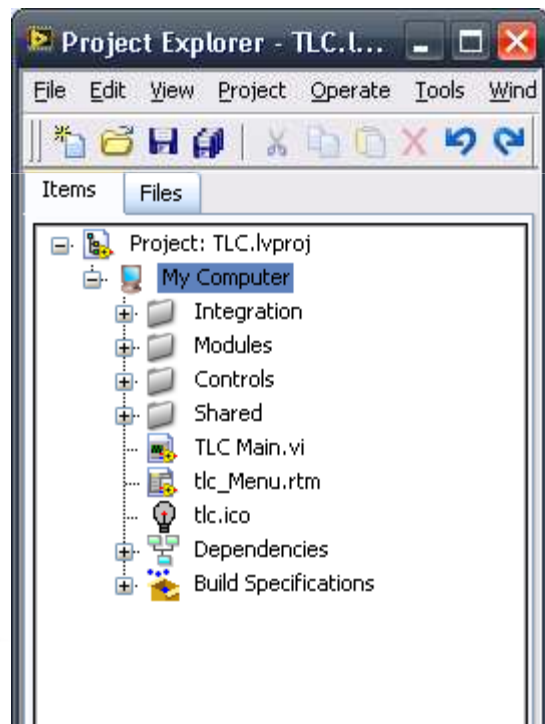 Project Explorer - TLC.l...
File Edit View Project Operate Tools Wind
Items Files
Project: TLC.lvproj
My Computer
Integration
Modules
Controls
Shared
TLC Main.vi
tlc_Menu.rtm
tlc.ico
Dependencies
Build Specifications